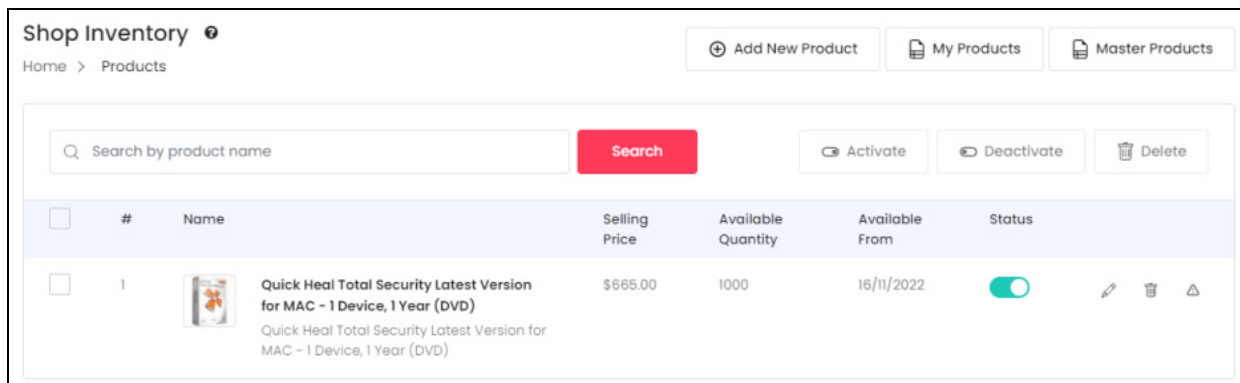 Shop Inventory
Add New Product
My Products
Master Products
Home > Products
Search by product name
Search
Activate
Deactivate
Delete
# Name Selling Price Available Quantity Available From Status
1 Quick Heal Total Security Latest Version $665.00 1000 16/11/2022
for MAC - 1 Device, 1 Year (DVD)
Quick Heal Total Security Latest Version for
MAC - 1 Device, 1 Year (DVD)